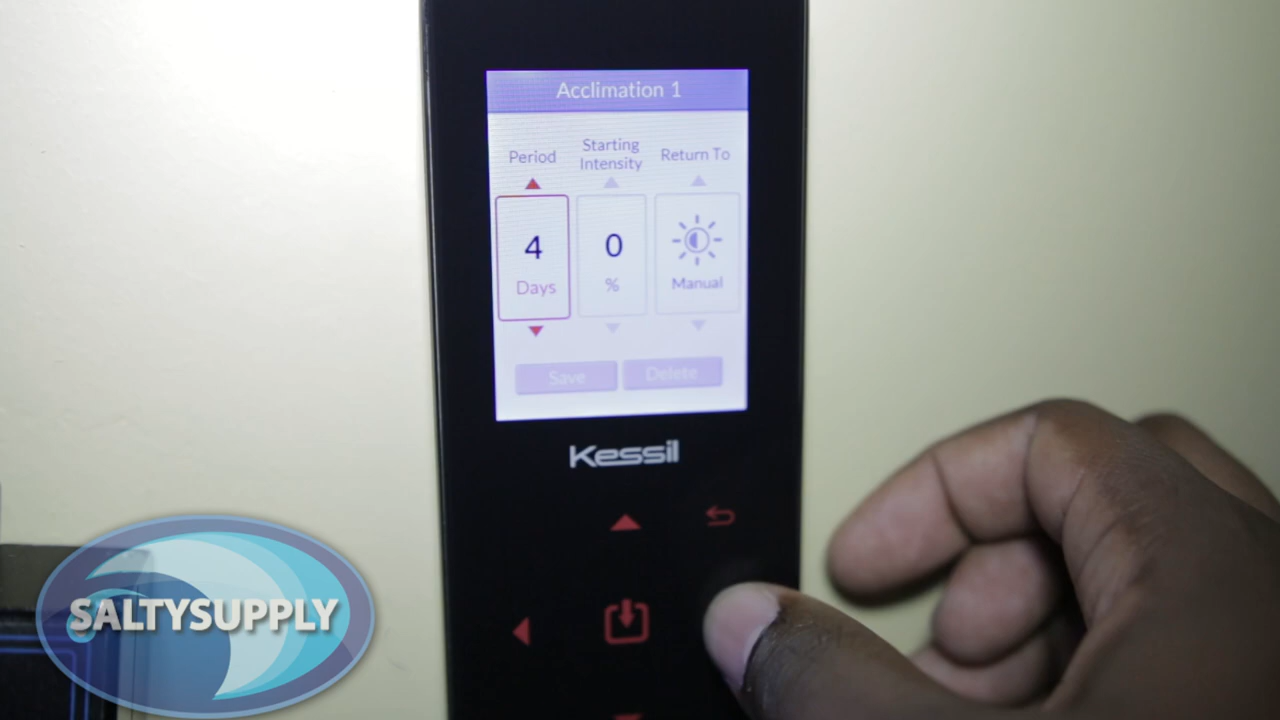 Acclimation 1
Period
Starting
Intensity
Return To
4
Days
0
%
Manual
Save
Delete
Kessil
SALTYSUPPLY